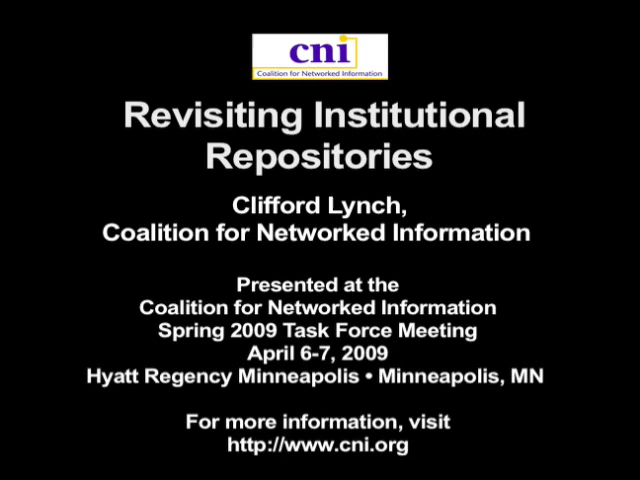 cni
Coalition for Networked Information
Revisiting Institutional
Repositories
Clifford Lynch,
Coalition for Networked Information
Presented at the
Coalition for Networked Information
Spring 2009 Task Force Meeting
April 6-7, 2009
Hyatt Regency Minneapolis • Minneapolis, MN
For more information, visit
http://www.cni.org